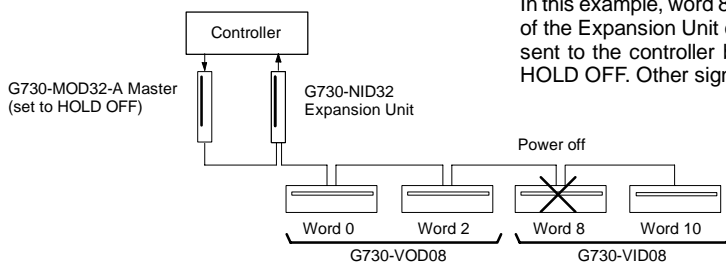 In this example, word 8
of the Expansion Unit
sent to the controller
HOLD OFF. Other sign
Controller
G730-MOD32-A Master
(set to HOLD OFF)
G730-NID32
Expansion Unit
Power off
Word 0
Word 2
Word 8
Word 10
G730-VOD08
G730-VID08